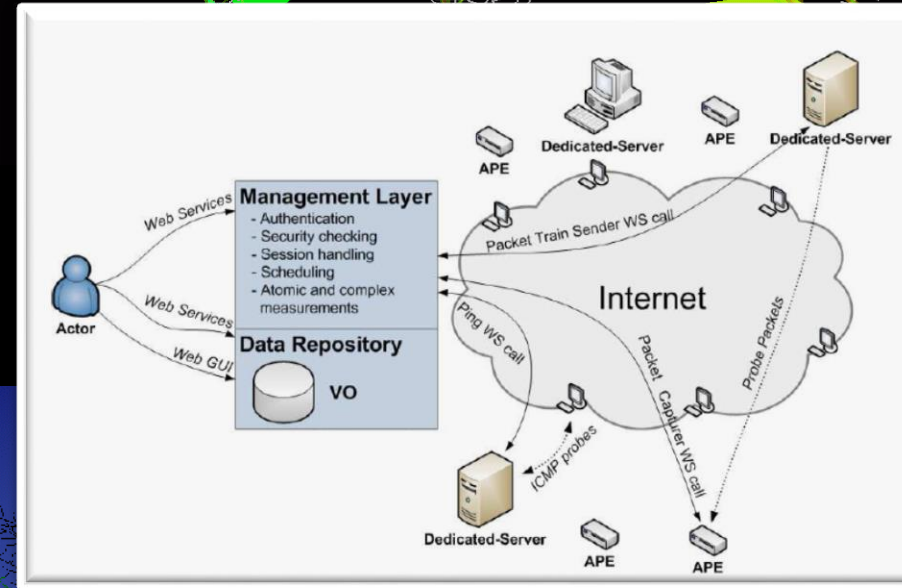 APE
Dedicated-Server
APE
Dedicated-Server
Web Services
Management Layer
- Authentication
- Security checking
- Session handling
- Scheduling
- Atomic and complex
measurements
Packet Train Sender WS call
Internet
Actor
Web Services
Web GUI
Data Repository
VO
Ping WS call
Packet Capturer WS call
Probe Packets
ICMP probes
Dedicated-Server
APE
APE